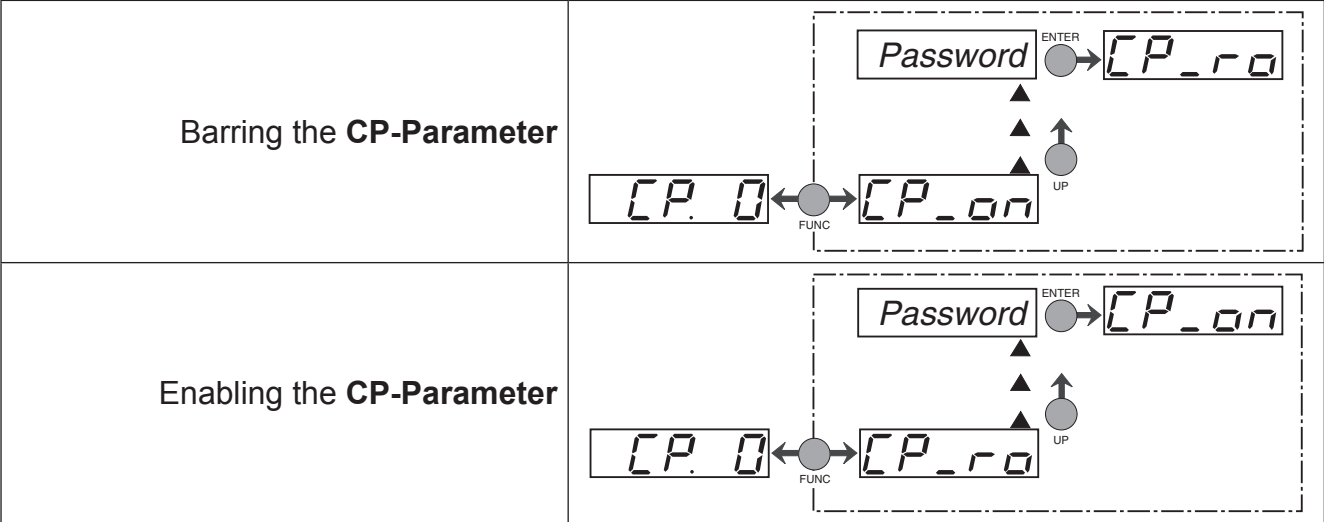 Barring the CP-Parameter
Password ENTER CP_ro
UP
CP. 0 FUNC CP_on
Enabling the CP-Parameter
Password ENTER CP_on
UP
CP. 0 FUNC CP_ro